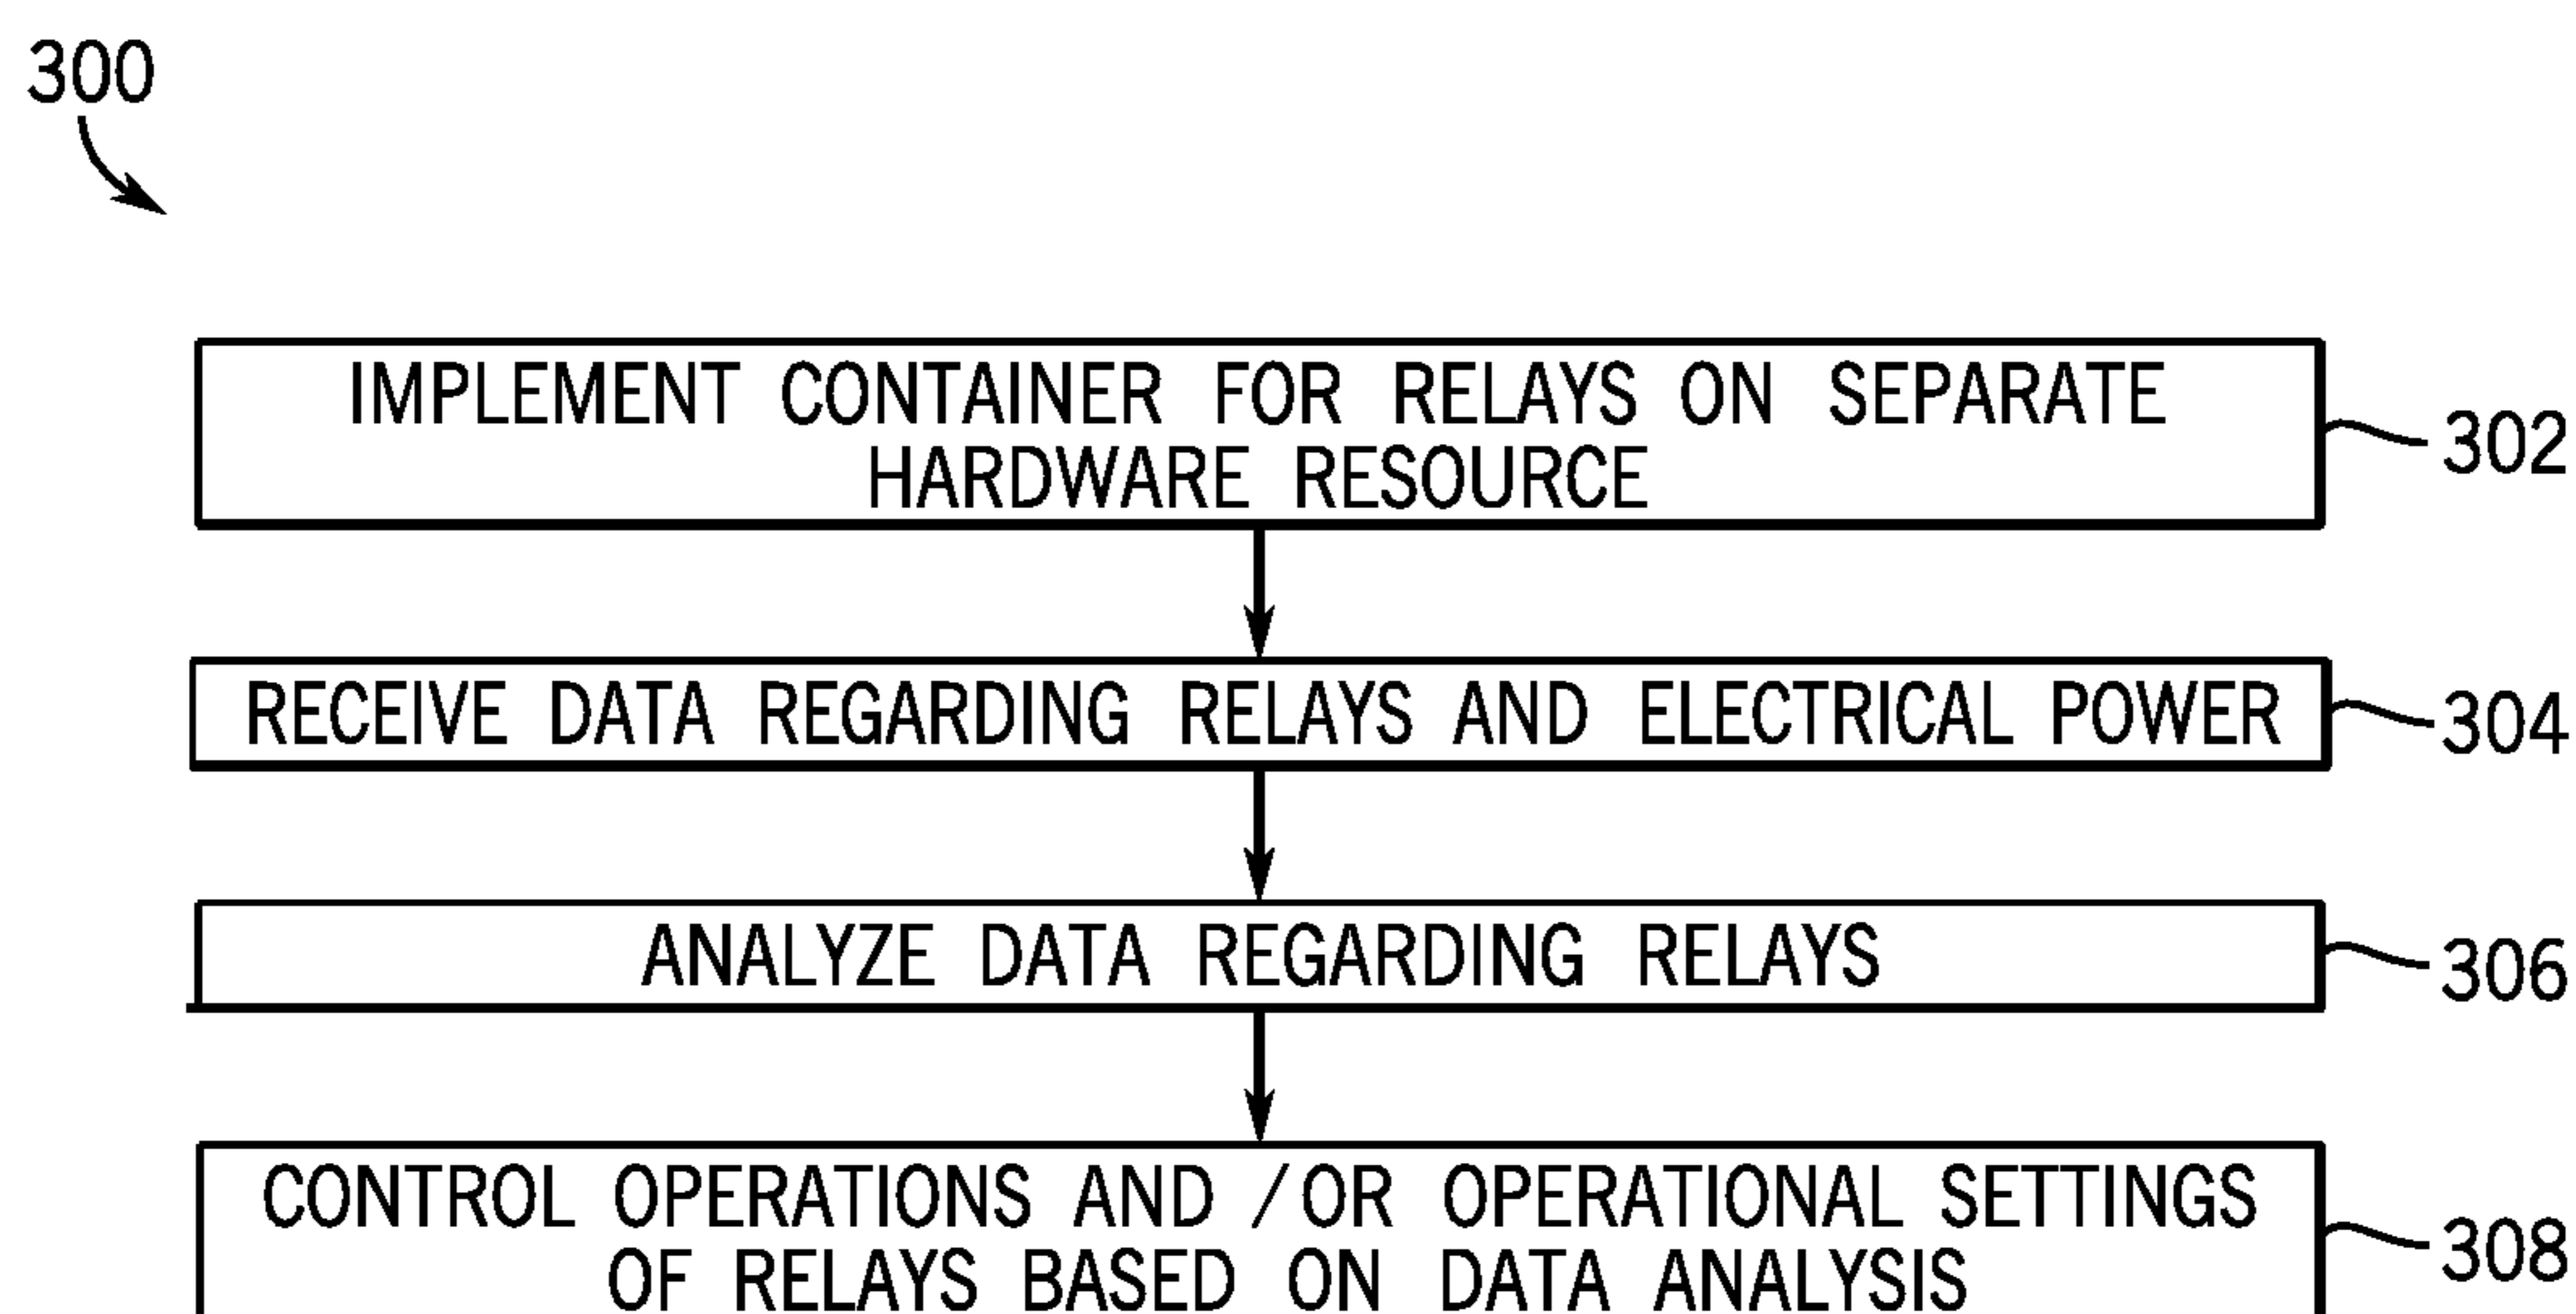 300
IMPLEMENT CONTAINER FOR RELAYS ON SEPARATE
HARDWARE RESOURCE
302
RECEIVE DATA REGARDING RELAYS AND ELECTRICAL POWER
304
ANALYZE DATA REGARDING RELAYS
306
CONTROL OPERATIONS AND /OR OPERATIONAL SETTINGS
OF RELAYS BASED ON DATA ANALYSIS
308